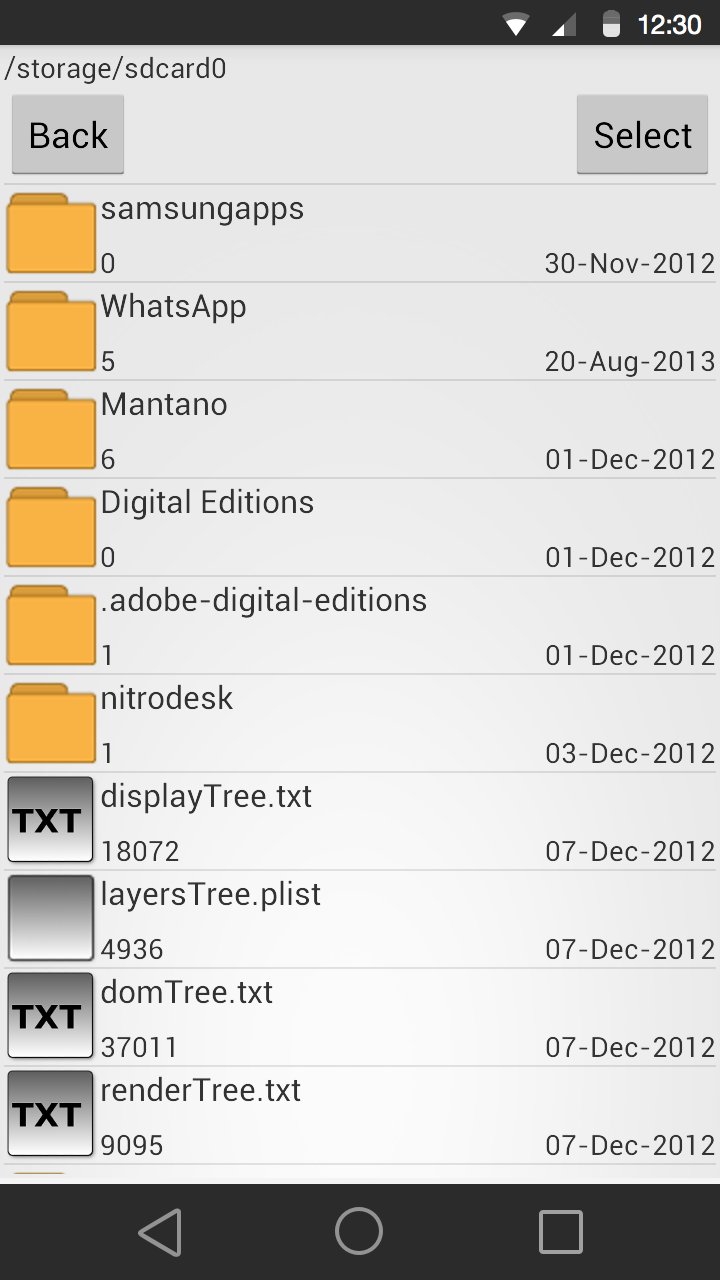 12:30
/storage/sdcard0
Back Select
samsungapps
0 30-Nov-2012
WhatsApp
5 20-Aug-2013
Mantano
6 01-Dec-2012
Digital Editions
0 01-Dec-2012
.adobe-digital-editions
1 01-Dec-2012
nitrodesk
1 03-Dec-2012
TXT displayTree.txt
18072 07-Dec-2012
layersTree.plist
4936 07-Dec-2012
TXT domTree.txt
37011 07-Dec-2012
TXT renderTree.txt
9095 07-Dec-2012